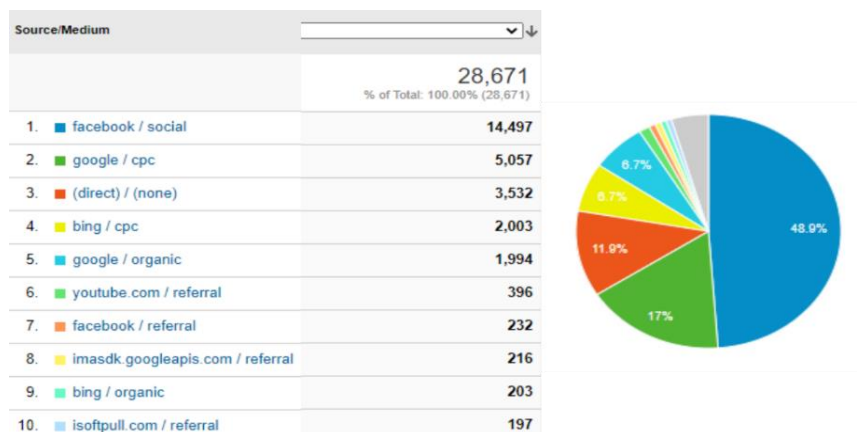 Source/Medium
28,671
% of Total: 100.00% (28,671)
1. facebook / social 14,497
2. google / cpc 5,057
3. (direct) / (none) 3,532
4. bing / cpc 2,003
5. google / organic 1,994
6. youtube.com / referral 396
7. facebook / referral 232
8. imasdk.googleapis.com / referral 216
9. bing / organic 203
10. isoftpull.com / referral 197
6.7%
6.7%
11.9%
17%
48.9%